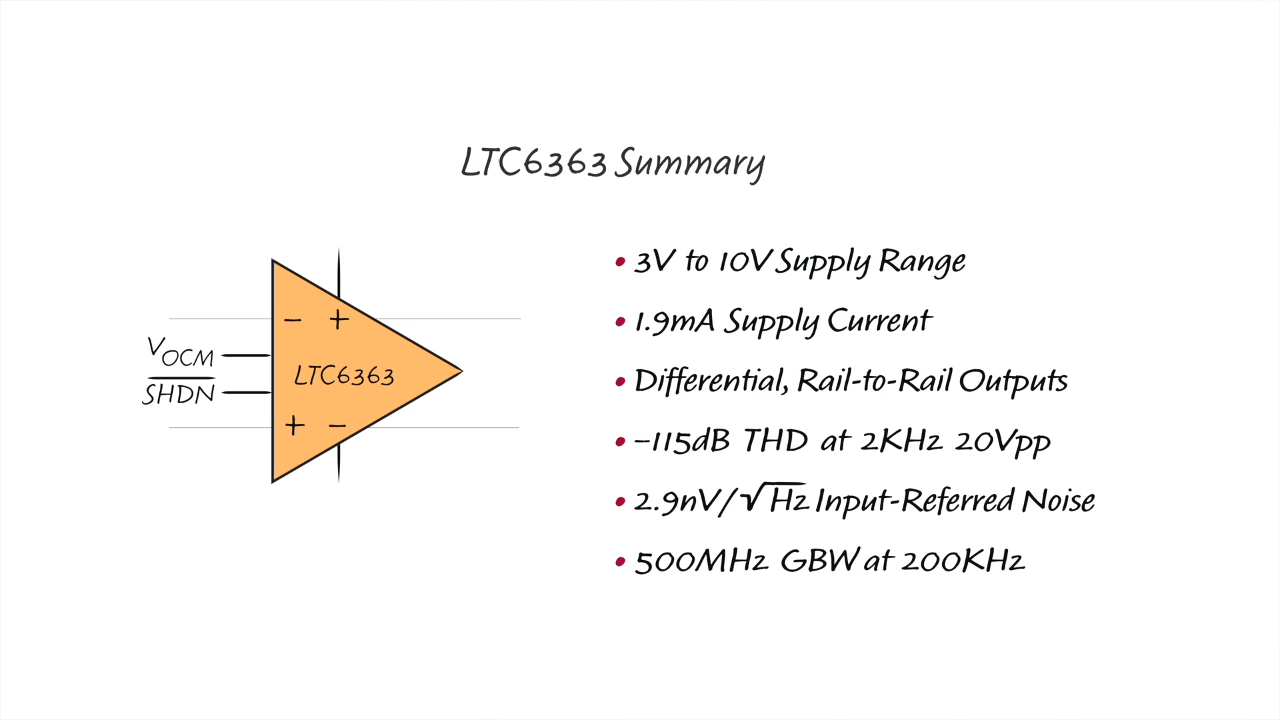 LTC6363 Summary
• 3V to 10V Supply Range
• 1.9mA Supply Current
• Differential, Rail-to-Rail Outputs
• –115dB THD at 2KHz 20Vpp
• 2.9nV/√Hz Input-Referred Noise
• 500MHz GBW at 200KHz
– +
V_OCM
LTC6363
S̅H̅D̅N̅
+ –